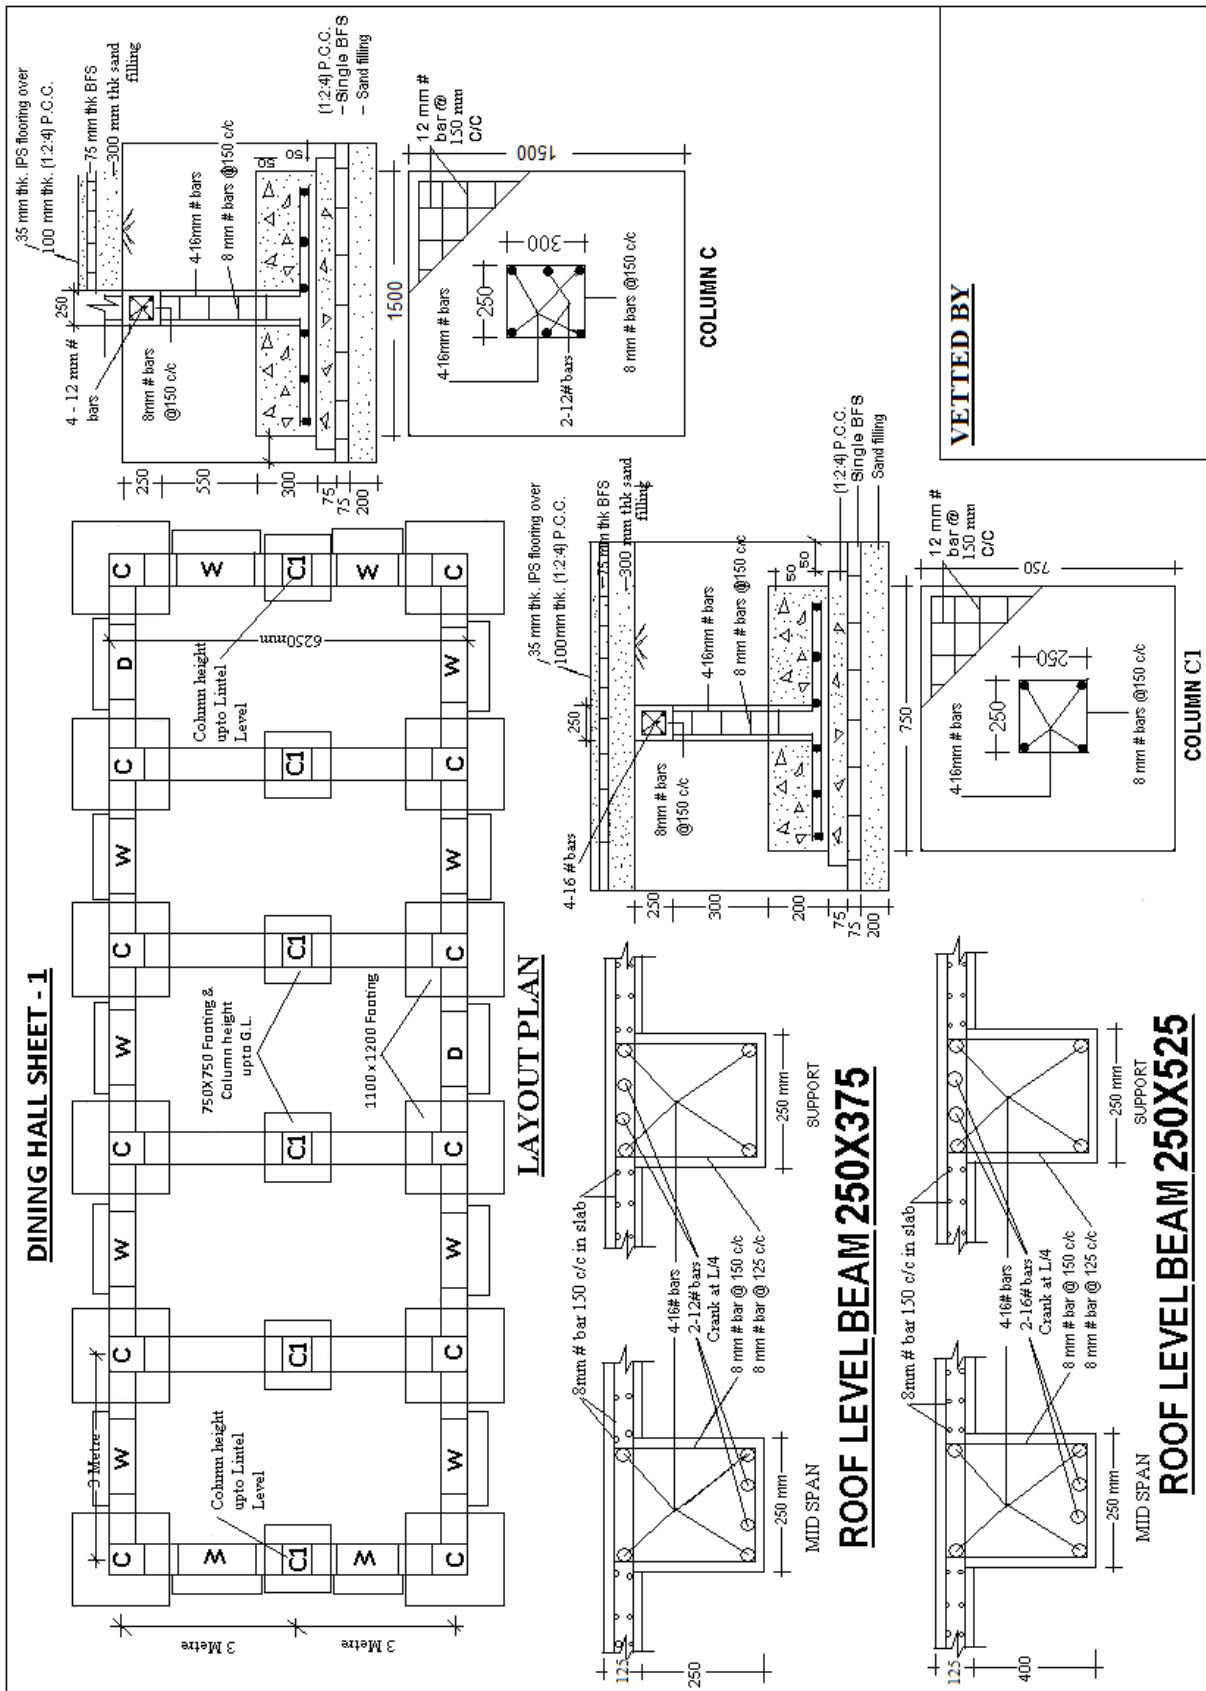 DINING HALL SHEET - 1
C
W
C
W
C
W
C
W
C
W
C
D
C
3 Metre
3 Metre
3 Metre
W
C1
W
Column height
upto Lintel
Level
C1
C1
750X750 Footing &
Column height
upto G.L.
1100 x 1200 Footing
C1
C1
Column height
upto Lintel
Level
W
C1
W
6250mm
C
W
C
W
C
D
C
W
C
W
C
LAYOUT PLAN
35 mm thk. IPS flooring over
100 mm thk. (1:2:4) P.C.C.
75 mm thk BFS
300 mm thk sand
filling
4 - 12 mm #
bars
250
8mm # bars
@150 c/c
4-16mm # bars
8 mm # bars @150 c/c
50
50
(1:2:4) P.C.C.
Single BFS
Sand filling
250
550
300
75
75
200
1500
12 mm #
bar @
150 mm
C/C
1500
4-16mm # bars
250
300
2-12# bars
8 mm # bars @150 c/c
COLUMN C
8mm # bar 150 c/c in slab
125
250
250 mm
MID SPAN
4-16# bars
2-12# bars
Crank at L/4
8 mm # bar @ 150 c/c
8 mm # bar @ 125 c/c
250 mm
SUPPORT
ROOF LEVEL BEAM 250X375
8mm # bar 150 c/c in slab
125
400
250 mm
MID SPAN
4-16# bars
2-16# bars
Crank at L/4
8 mm # bar @ 150 c/c
8 mm # bar @ 125 c/c
250 mm
SUPPORT
ROOF LEVEL BEAM 250X525
35 mm thk. IPS flooring over
100mm thk. (1:2:4) P.C.C.
75 mm thk BFS
300 mm thk sand
filling
4-16 # bars
250
8mm # bars
@150 c/c
4-16mm # bars
8 mm # bars @150 c/c
50
50
(1:2:4) P.C.C.
Single BFS
Sand filling
250
300
200
75
75
200
750
12 mm #
bar @
150 mm
C/C
750
4-16mm # bars
250
250
8 mm # bars @150 c/c
COLUMN C1
VETTED BY